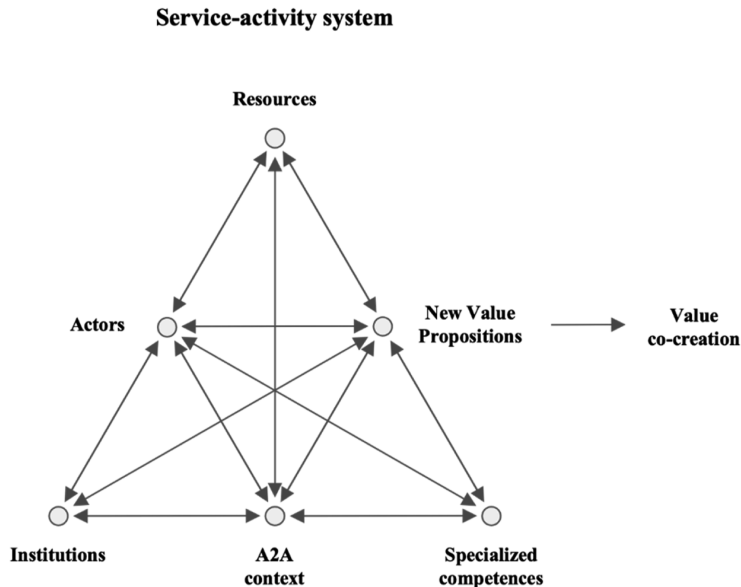 Service-activity system
Resources
Actors
New Value
Propositions
Value
co-creation
Institutions
A2A
context
Specialized
competences